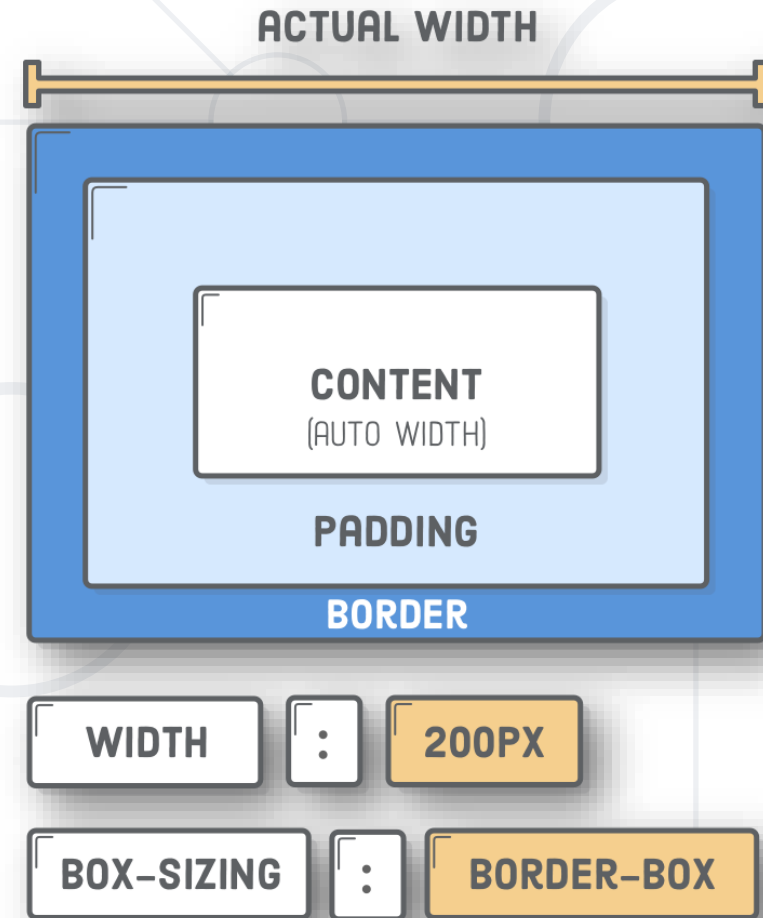 ACTUAL WIDTH
CONTENT
(AUTO WIDTH)
PADDING
BORDER
WIDTH : 200PX
BOX-SIZING : BORDER-BOX